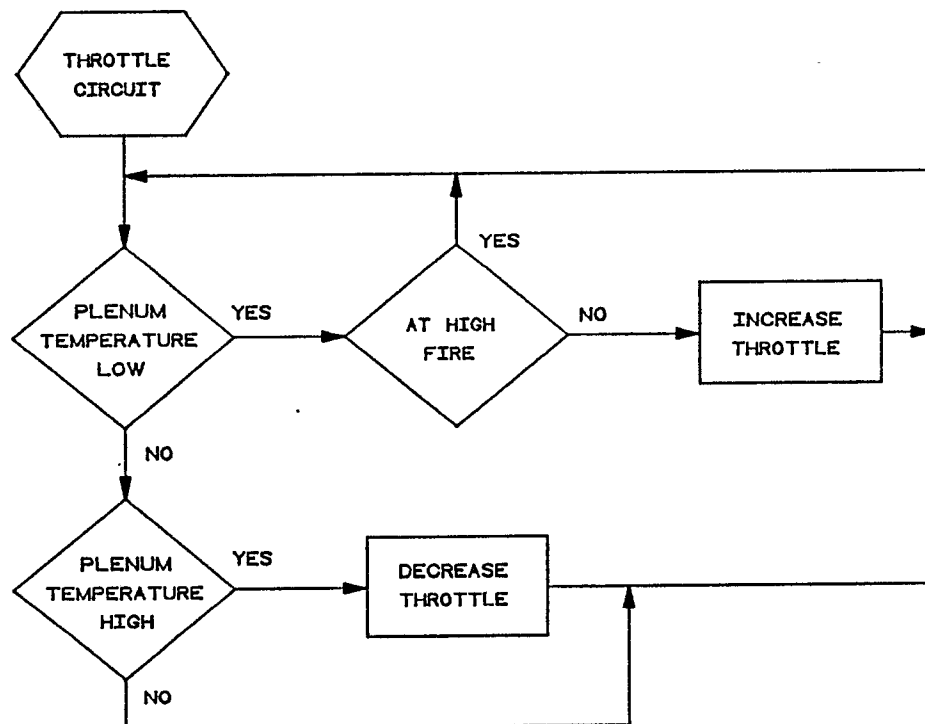 THROTTLE
CIRCUIT
YES
PLENUM
TEMPERATURE
LOW
YES
AT HIGH
FIRE
NO
INCREASE
THROTTLE
NO
PLENUM
TEMPERATURE
HIGH
YES
DECREASE
THROTTLE
NO